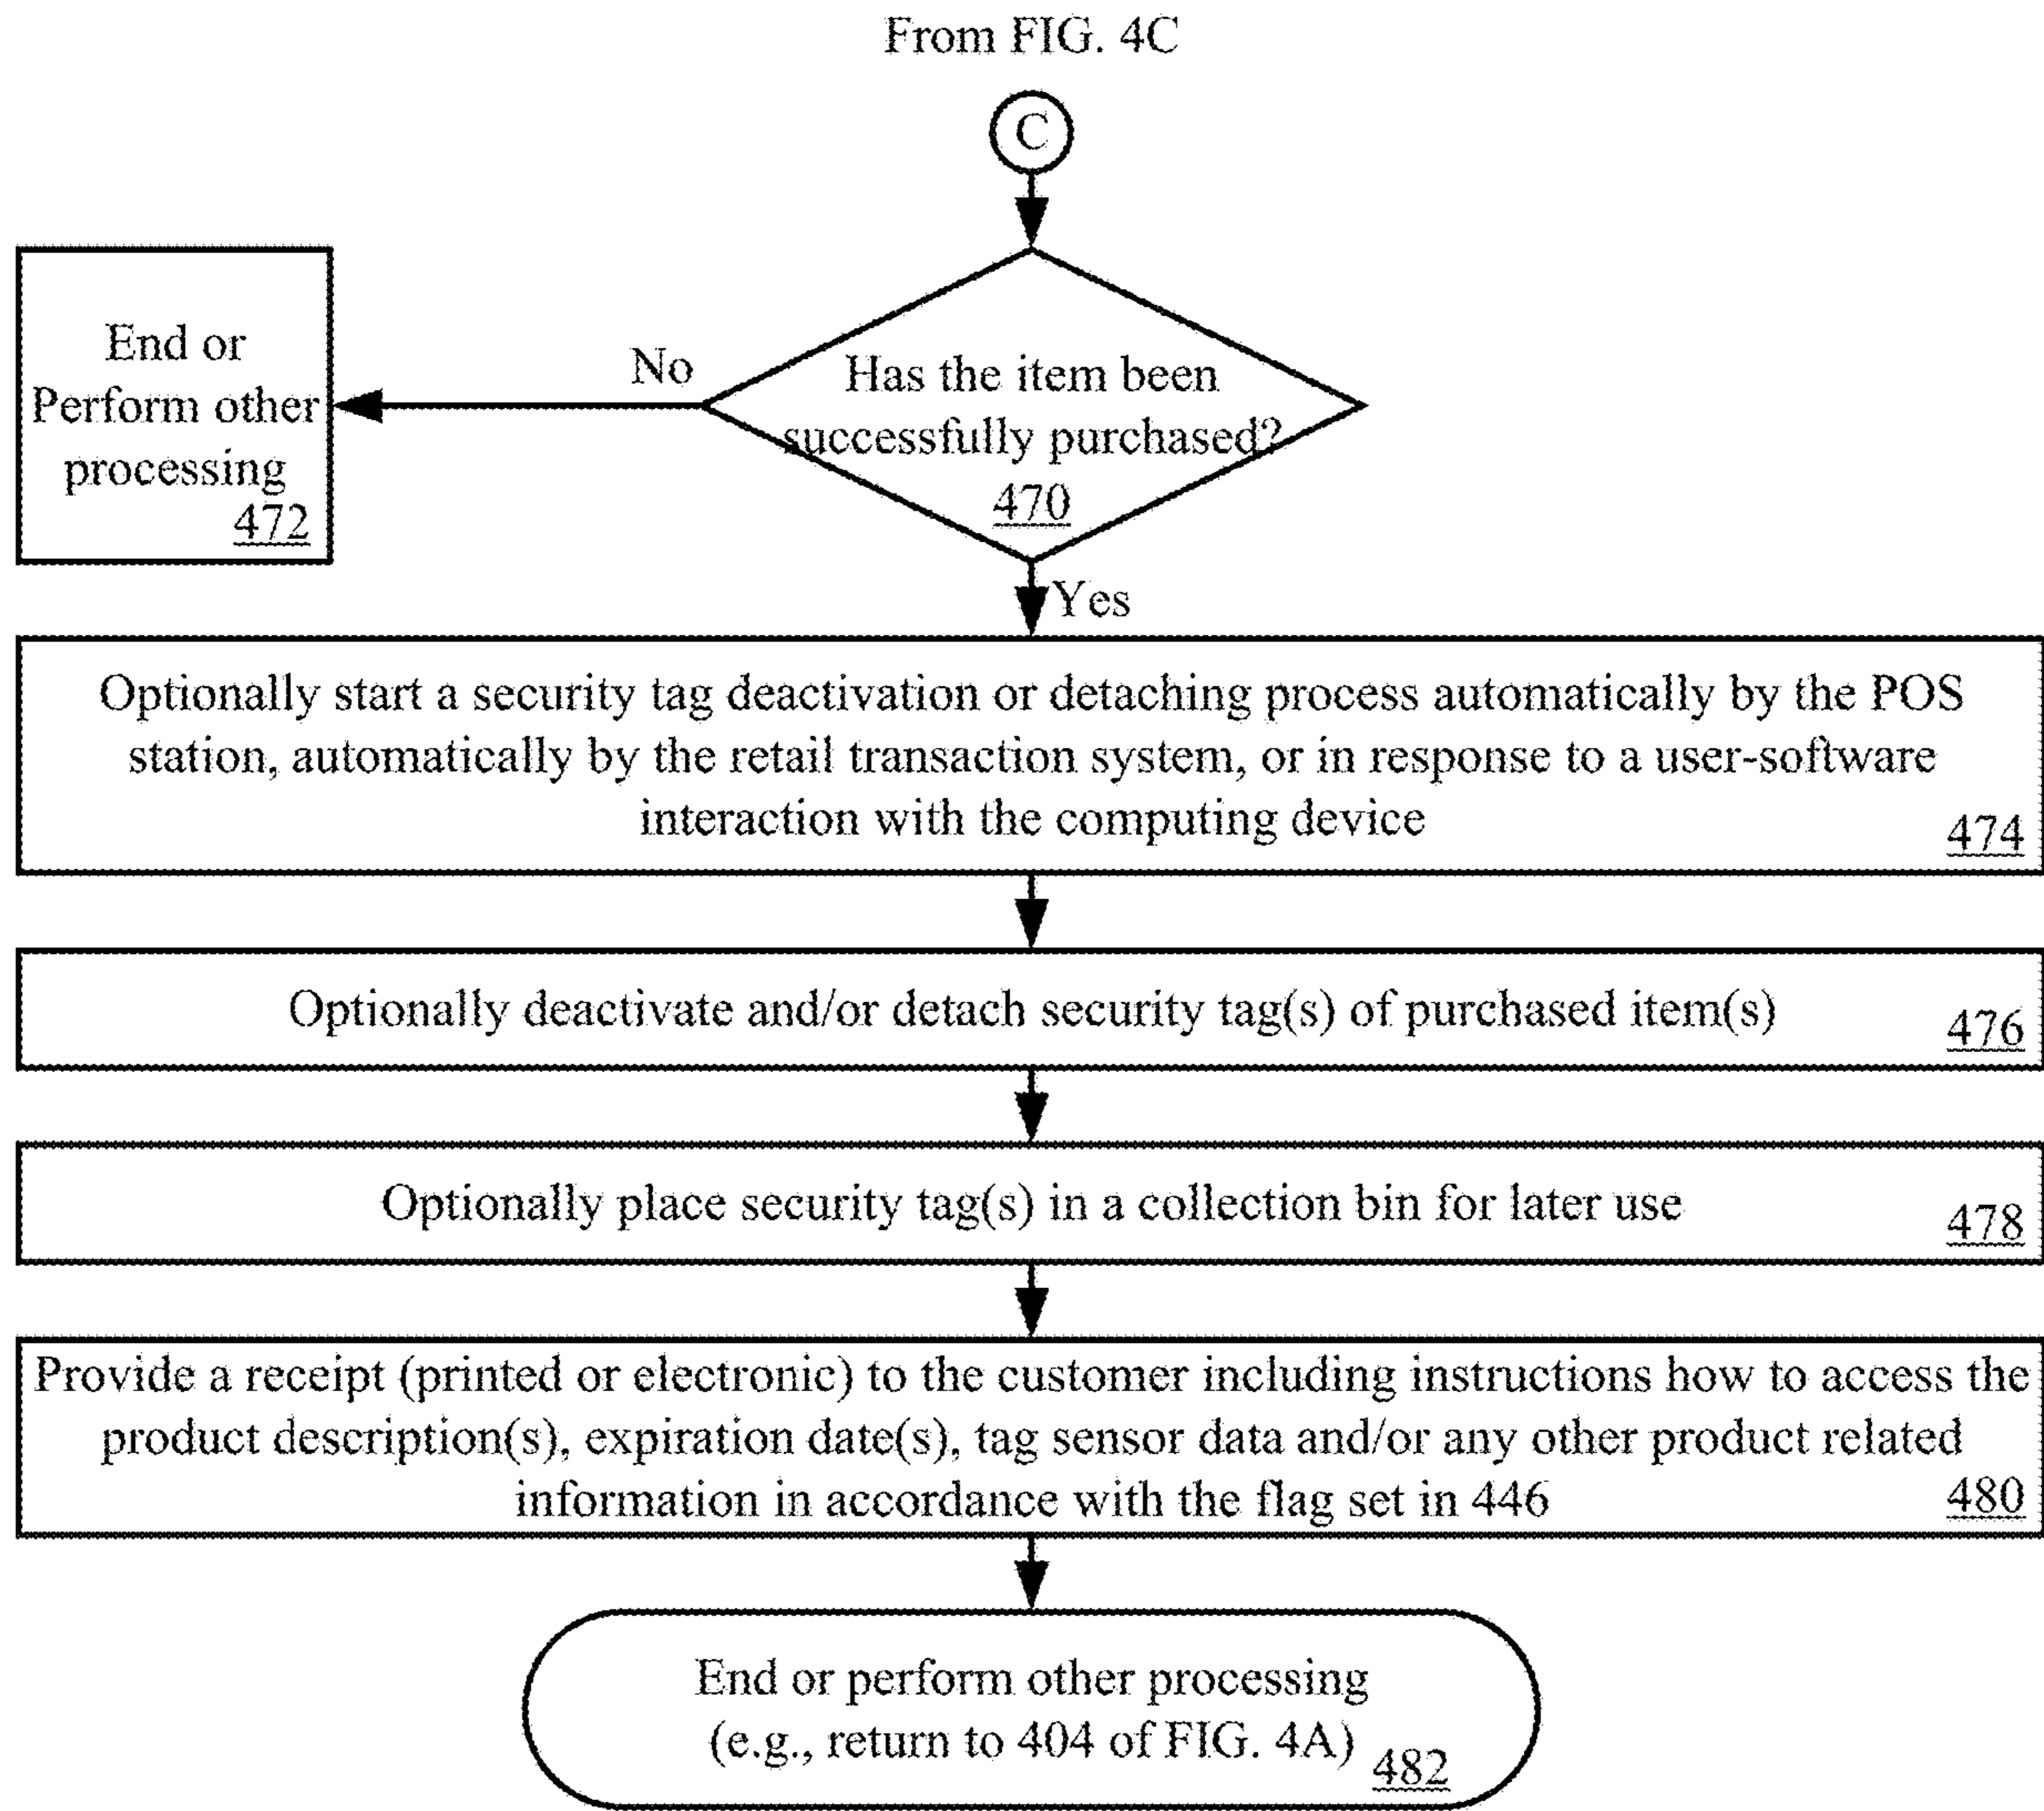 From FIG. 4C
C
Has the item been
successfully purchased?
470
No
End or
Perform other
processing
472
Yes
Optionally start a security tag deactivation or detaching process automatically by the POS
station, automatically by the retail transaction system, or in response to a user-software
interaction with the computing device
474
Optionally deactivate and/or detach security tag(s) of purchased item(s)
476
Optionally place security tag(s) in a collection bin for later use
478
Provide a receipt (printed or electronic) to the customer including instructions how to access the
product description(s), expiration date(s), tag sensor data and/or any other product related
information in accordance with the flag set in 446
480
End or perform other processing
(e.g., return to 404 of FIG. 4A)
482